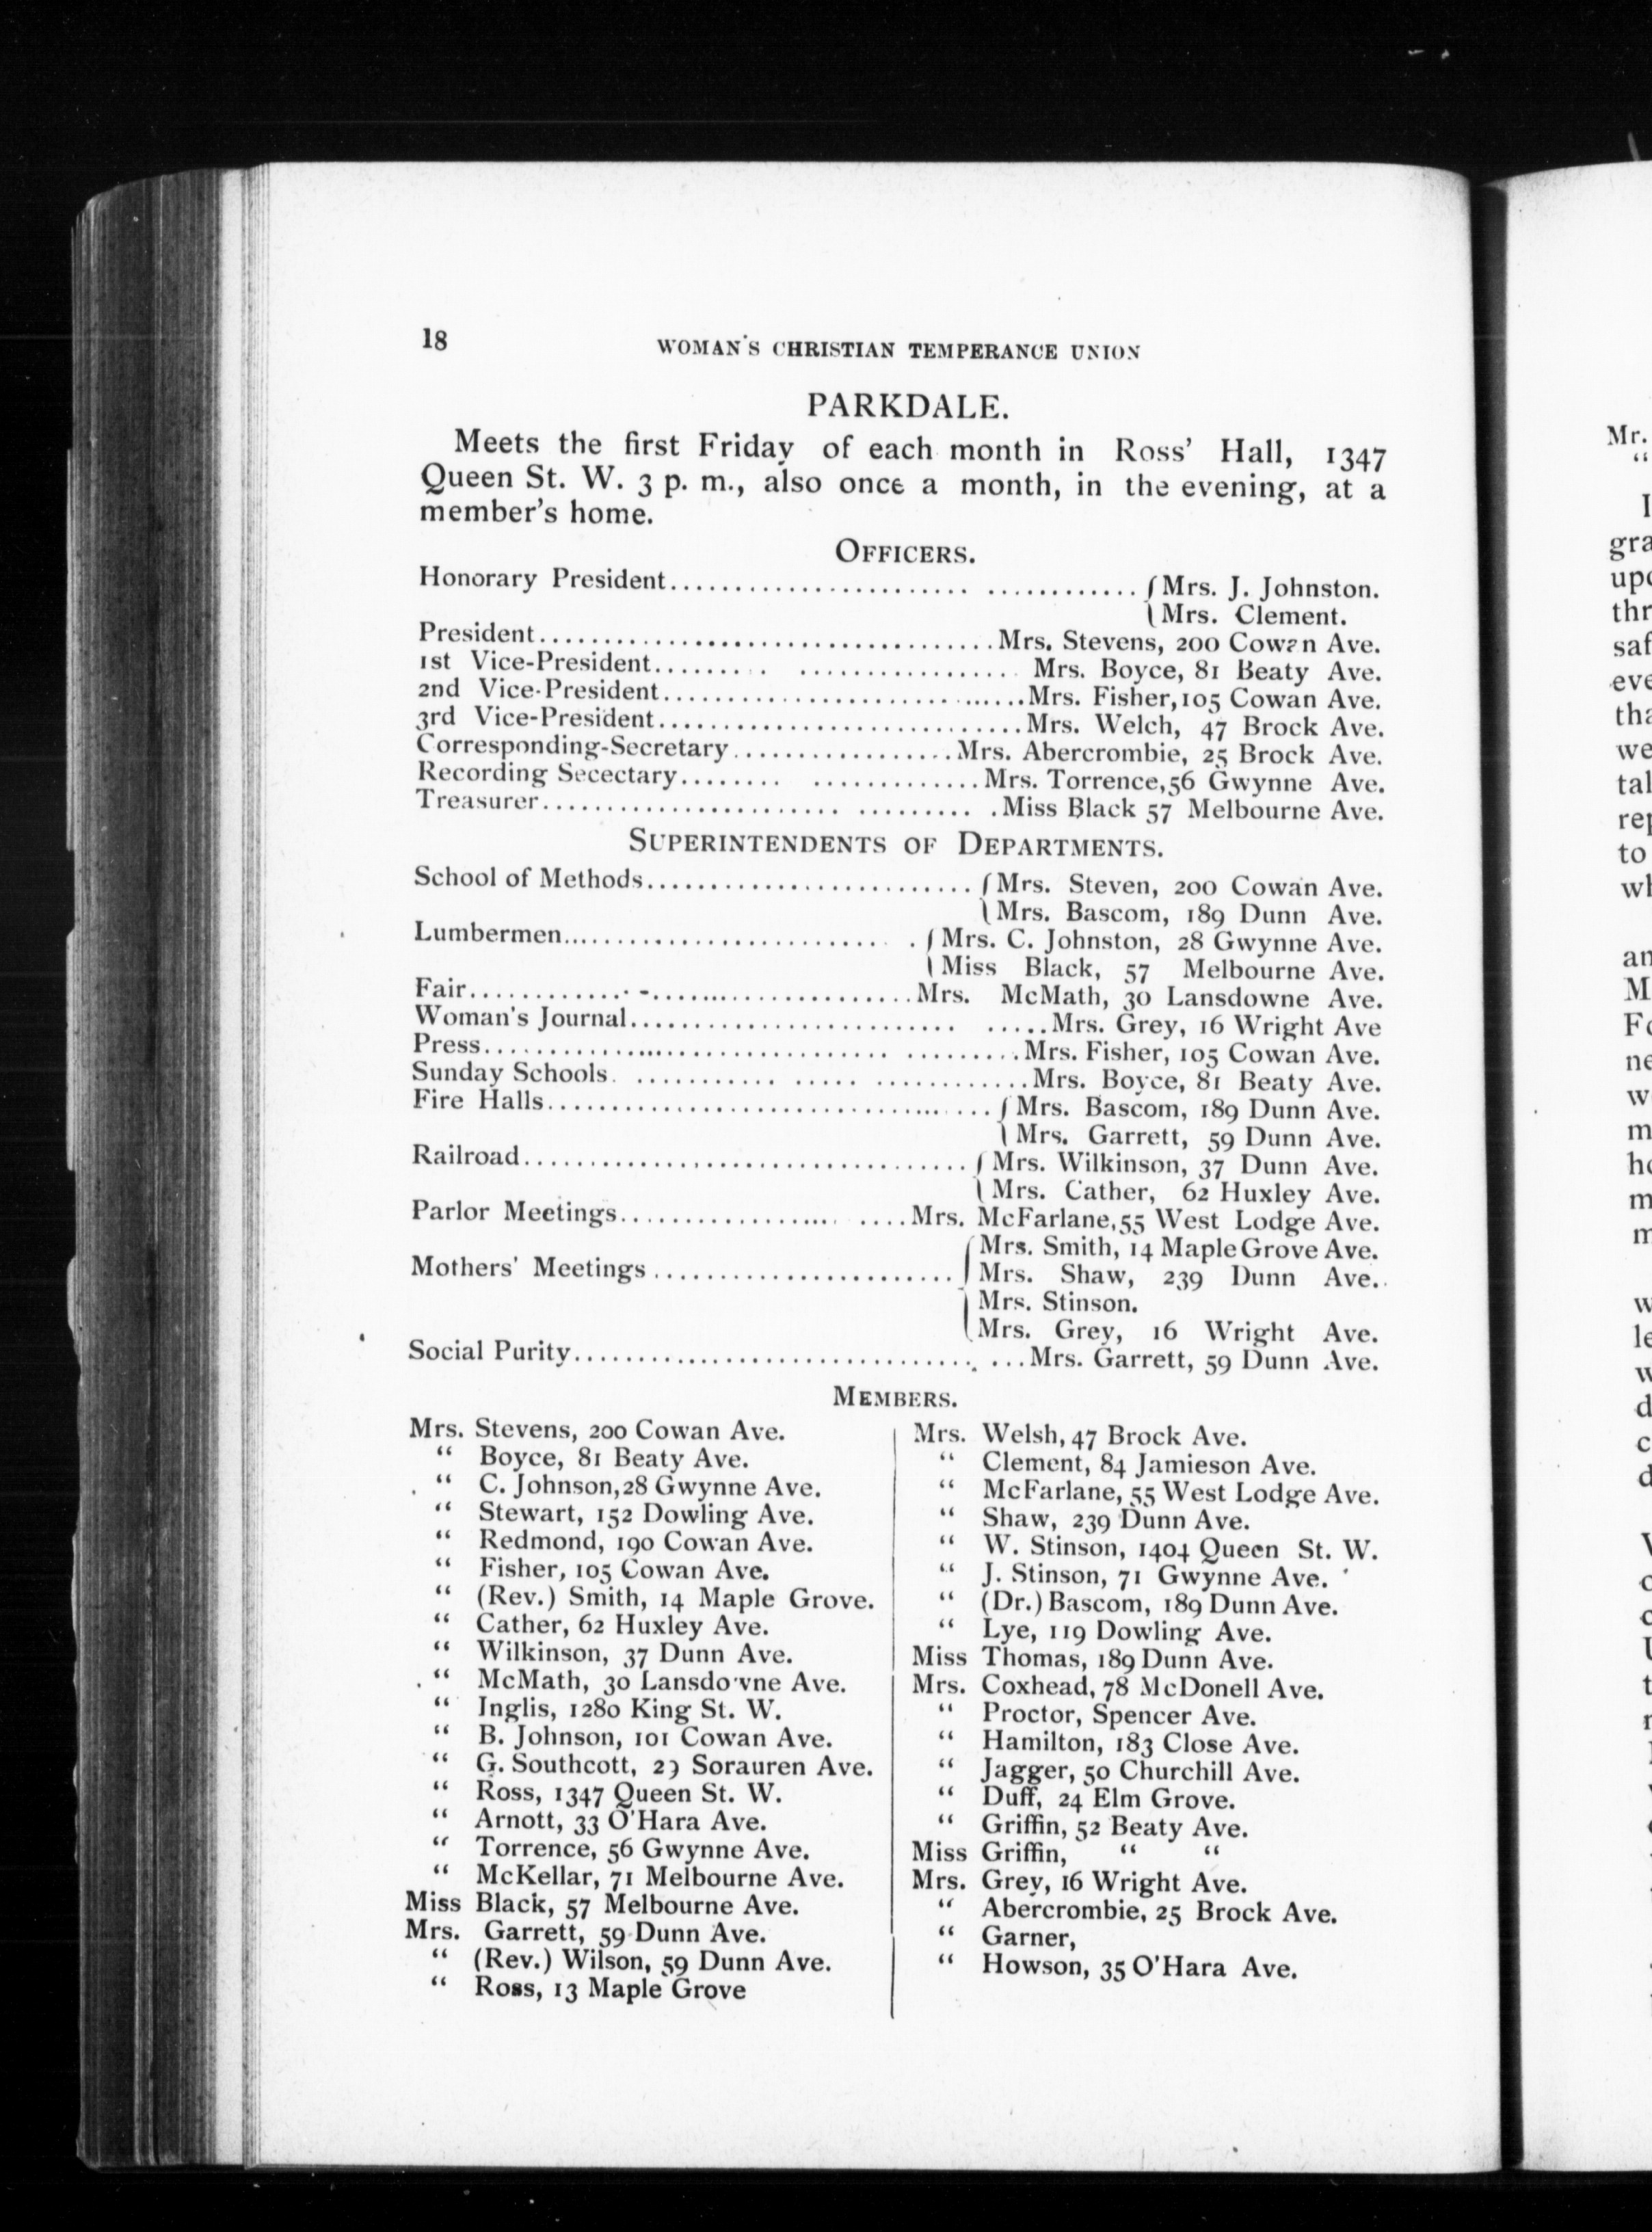 18
WOMAN'S CHRISTIAN TEMPERANCE UNION
PARKDALE.
Meets the first Friday of each month in Ross' Hall, 1347
Queen St. W. 3 p. m., also once a month, in the evening, at a
member's home.
OFFICERS.
Honorary President.................................... { Mrs. J. Johnston.
{ Mrs. Clement.
President....................................Mrs. Stevens, 200 Cowan Ave.
1st Vice-President........ ................. Mrs. Boyce, 81 Beaty Ave.
2nd Vice-President............................Mrs. Fisher, 105 Cowan Ave.
3rd Vice-President............................Mrs. Welch, 47 Brock Ave.
Corresponding-Secretary.................Mrs. Abercrombie, 25 Brock Ave.
Recording Secectary........ .............Mrs. Torrence, 56 Gwynne Ave.
Treasurer........................ ......... .Miss Black 57 Melbourne Ave.
SUPERINTENDENTS OF DEPARTMENTS.
School of Methods.......................... { Mrs. Steven, 200 Cowan Ave.
{ Mrs. Bascom, 189 Dunn Ave.
Lumbermen.......................... . { Mrs. C. Johnston, 28 Gwynne Ave.
{ Miss Black, 57 Melbourne Ave.
Fair...................................Mrs. McMath, 30 Lansdowne Ave.
Woman's Journal.......................... .....Mrs. Grey, 16 Wright Ave
Press................................ .........Mrs. Fisher, 105 Cowan Ave.
Sunday Schools. ............ ..... ............Mrs. Boyce, 81 Beaty Ave.
Fire Halls................................... { Mrs. Bascom, 189 Dunn Ave.
{ Mrs. Garrett, 59 Dunn Ave.
Railroad................................... { Mrs. Wilkinson, 37 Dunn Ave.
{ Mrs. Cather, 62 Huxley Ave.
Parlor Meetings................. ....Mrs. McFarlane, 55 West Lodge Ave.
{ Mrs. Smith, 14 Maple Grove Ave.
Mothers' Meetings ........................ { Mrs. Shaw, 239 Dunn Ave.
{ Mrs. Stinson.
{ Mrs. Grey, 16 Wright Ave.
Social Purity................................ ...Mrs. Garrett, 59 Dunn Ave.
MEMBERS.
Mrs. Stevens, 200 Cowan Ave.
“ Boyce, 81 Beaty Ave.
“ C. Johnson, 28 Gwynne Ave.
“ Stewart, 152 Dowling Ave.
“ Redmond, 190 Cowan Ave.
“ Fisher, 105 Cowan Ave.
“ (Rev.) Smith, 14 Maple Grove.
“ Cather, 62 Huxley Ave.
“ Wilkinson, 37 Dunn Ave.
“ McMath, 30 Lansdowne Ave.
“ Inglis, 1280 King St. W.
“ B. Johnson, 101 Cowan Ave.
“ G. Southcott, 29 Sorauren Ave.
“ Ross, 1347 Queen St. W.
“ Arnott, 33 O'Hara Ave.
“ Torrence, 56 Gwynne Ave.
“ McKellar, 71 Melbourne Ave.
Miss Black, 57 Melbourne Ave.
Mrs. Garrett, 59 Dunn Ave.
“ (Rev.) Wilson, 59 Dunn Ave.
“ Ross, 13 Maple Grove
Mrs. Welsh, 47 Brock Ave.
“ Clement, 84 Jamieson Ave.
“ McFarlane, 55 West Lodge Ave.
“ Shaw, 239 Dunn Ave.
“ W. Stinson, 1404 Queen St. W.
“ J. Stinson, 71 Gwynne Ave.
“ (Dr.) Bascom, 189 Dunn Ave.
“ Lye, 119 Dowling Ave.
Miss Thomas, 189 Dunn Ave.
Mrs. Coxhead, 78 McDonell Ave.
“ Proctor, Spencer Ave.
“ Hamilton, 183 Close Ave.
“ Jagger, 50 Churchill Ave.
“ Duff, 24 Elm Grove.
“ Griffin, 52 Beaty Ave.
Miss Griffin, “ “
Mrs. Grey, 16 Wright Ave.
“ Abercrombie, 25 Brock Ave.
“ Garner,
“ Howson, 35 O'Hara Ave.
Mr.
“